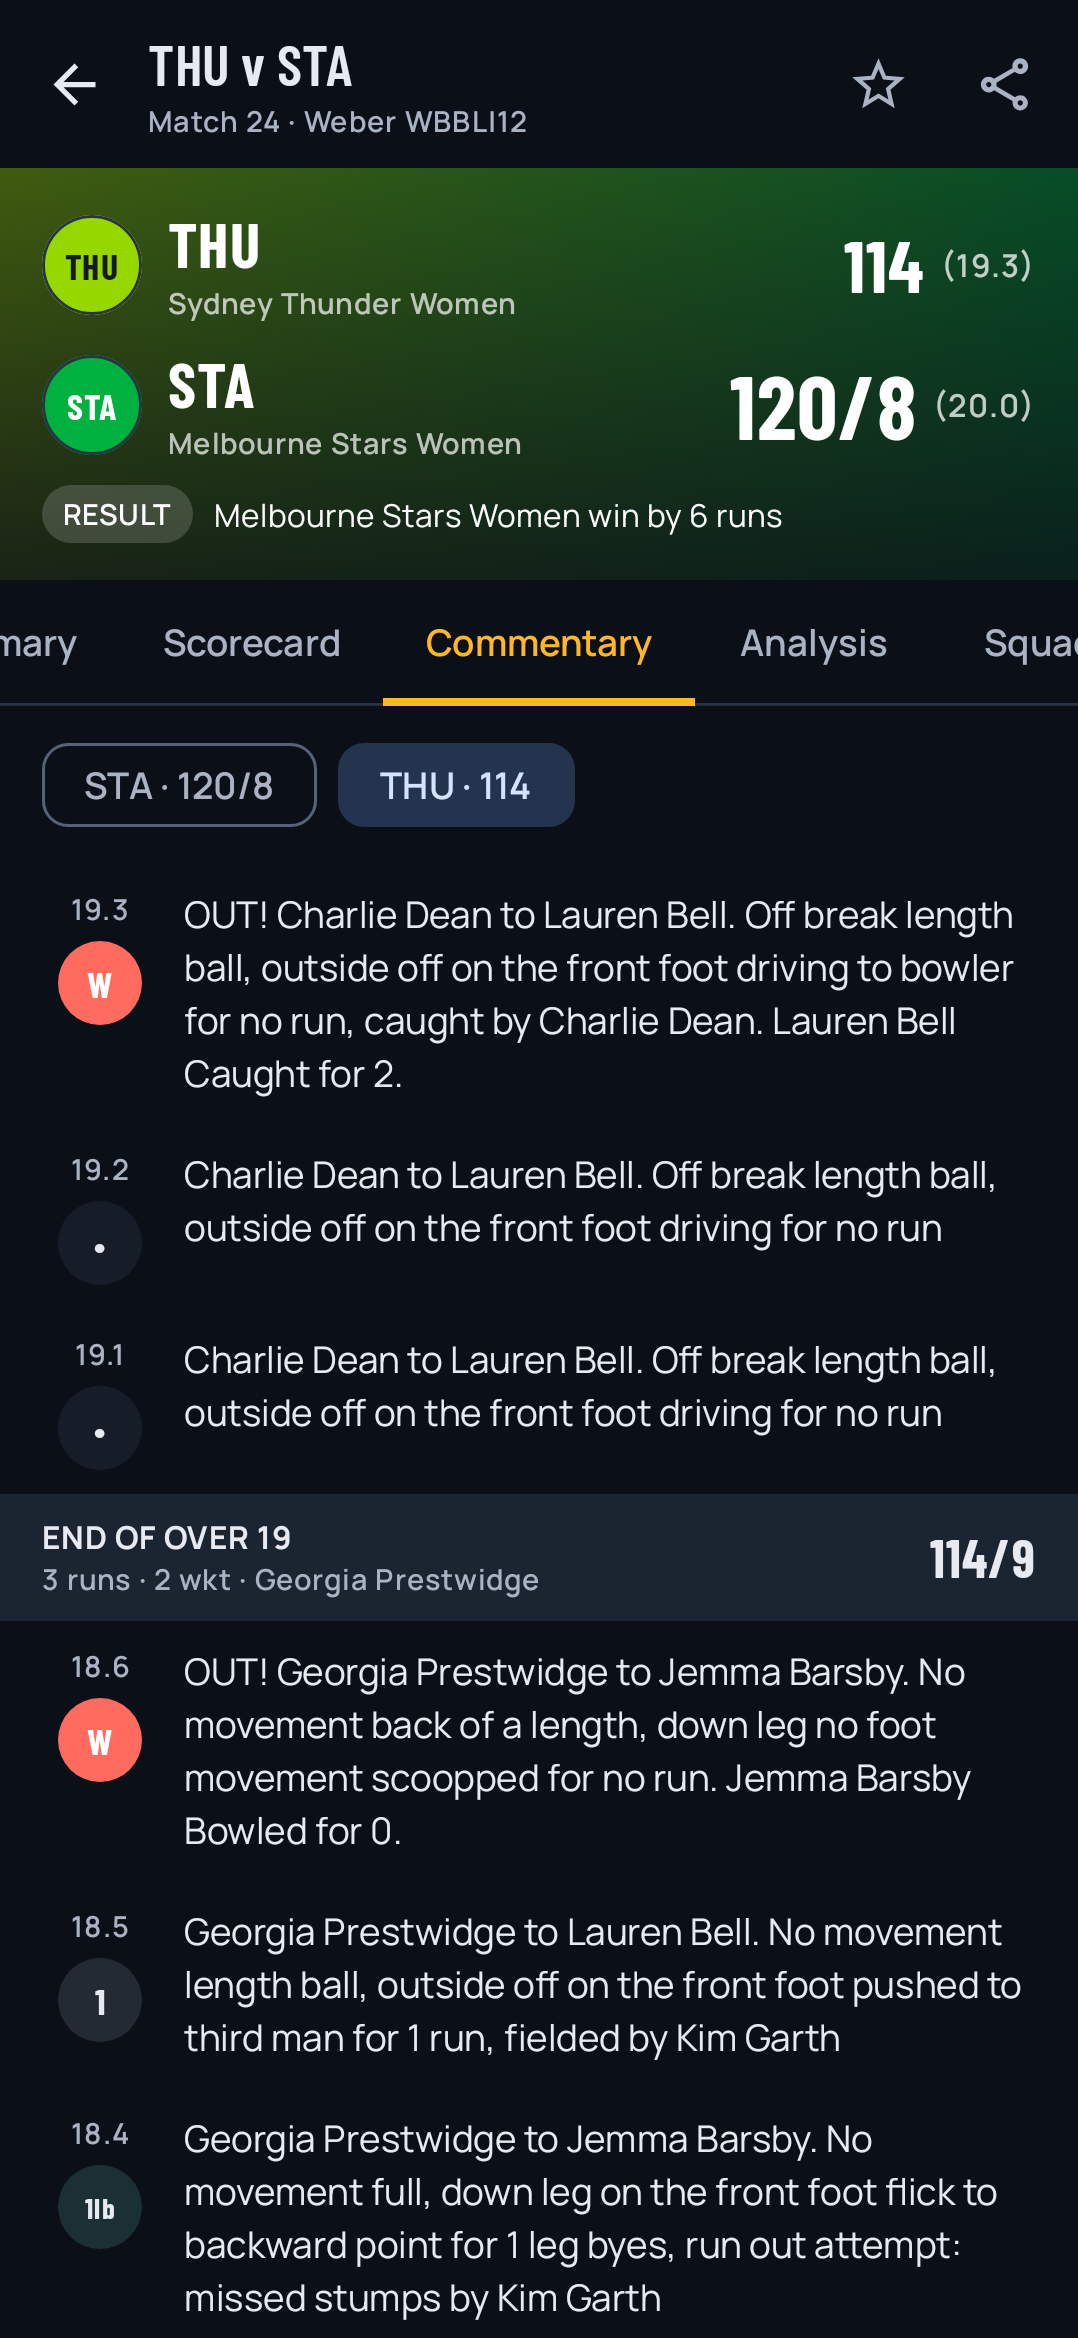 THU v STA
Match 24 · Weber WBBL|12
THU
THU
Sydney Thunder Women
114 (19.3)
STA
STA
Melbourne Stars Women
120/8 (20.0)
RESULT
Melbourne Stars Women win by 6 runs
mary
Scorecard
Commentary
Analysis
Squa
STA · 120/8
THU · 114
19.3
W
OUT! Charlie Dean to Lauren Bell. Off break length
ball, outside off on the front foot driving to bowler
for no run, caught by Charlie Dean. Lauren Bell
Caught for 2.
19.2
•
Charlie Dean to Lauren Bell. Off break length ball,
outside off on the front foot driving for no run
19.1
•
Charlie Dean to Lauren Bell. Off break length ball,
outside off on the front foot driving for no run
END OF OVER 19
3 runs · 2 wkt · Georgia Prestwidge
114/9
18.6
W
OUT! Georgia Prestwidge to Jemma Barsby. No
movement back of a length, down leg no foot
movement scoopped for no run. Jemma Barsby
Bowled for 0.
18.5
1
Georgia Prestwidge to Lauren Bell. No movement
length ball, outside off on the front foot pushed to
third man for 1 run, fielded by Kim Garth
18.4
1lb
Georgia Prestwidge to Jemma Barsby. No
movement full, down leg on the front foot flick to
backward point for 1 leg byes, run out attempt:
missed stumps by Kim Garth